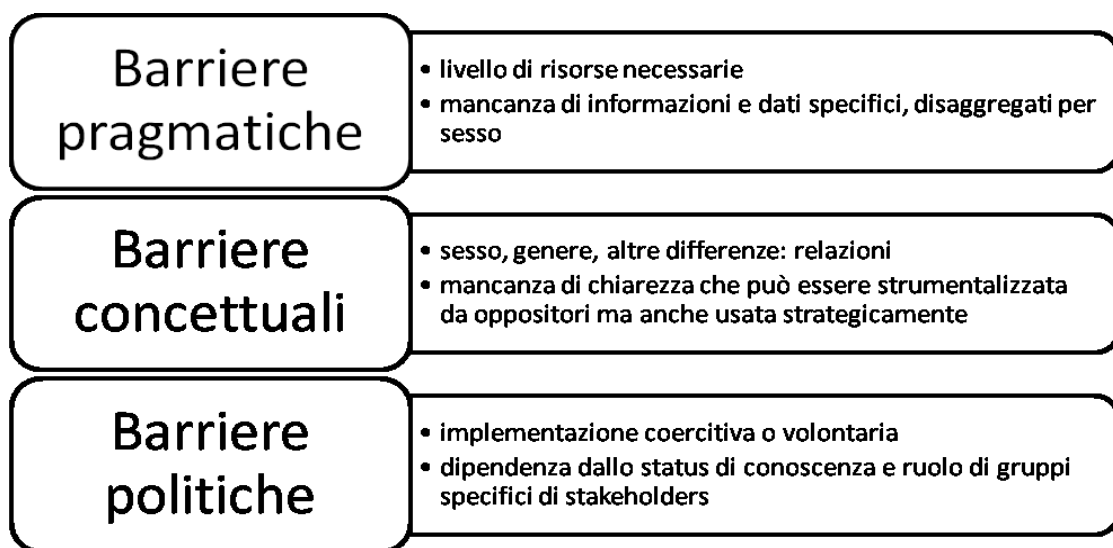 Barriere
pragmatiche
• livello di risorse necessarie
• mancanza di informazioni e dati specifici, disaggregati per
sesso
Barriere
concettuali
• sesso, genere, altre differenze: relazioni
• mancanza di chiarezza che può essere strumentalizzata
da oppositori ma anche usata strategicamente
Barriere
politiche
• implementazione coercitiva o volontaria
• dipendenza dallo status di conoscenza e ruolo di gruppi
specifici di stakeholders